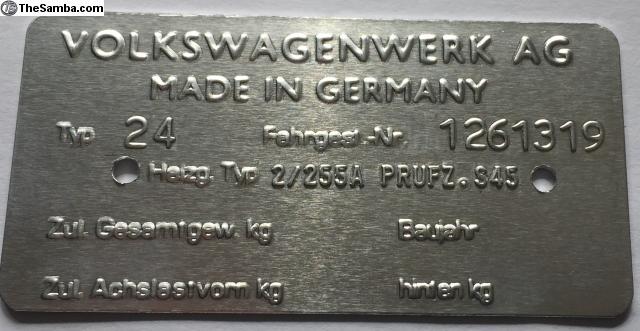 TheSamba.com
VOLKSWAGENWERK AG
MADE IN GERMANY
Typ 24 Fahrgest.-Nr. 1261319
Heizg. Typ 2/255A PRUFZ.S45
Zul. Gesamtgew. kg Baujahr
Zul. Achslastvorn kg hinten kg